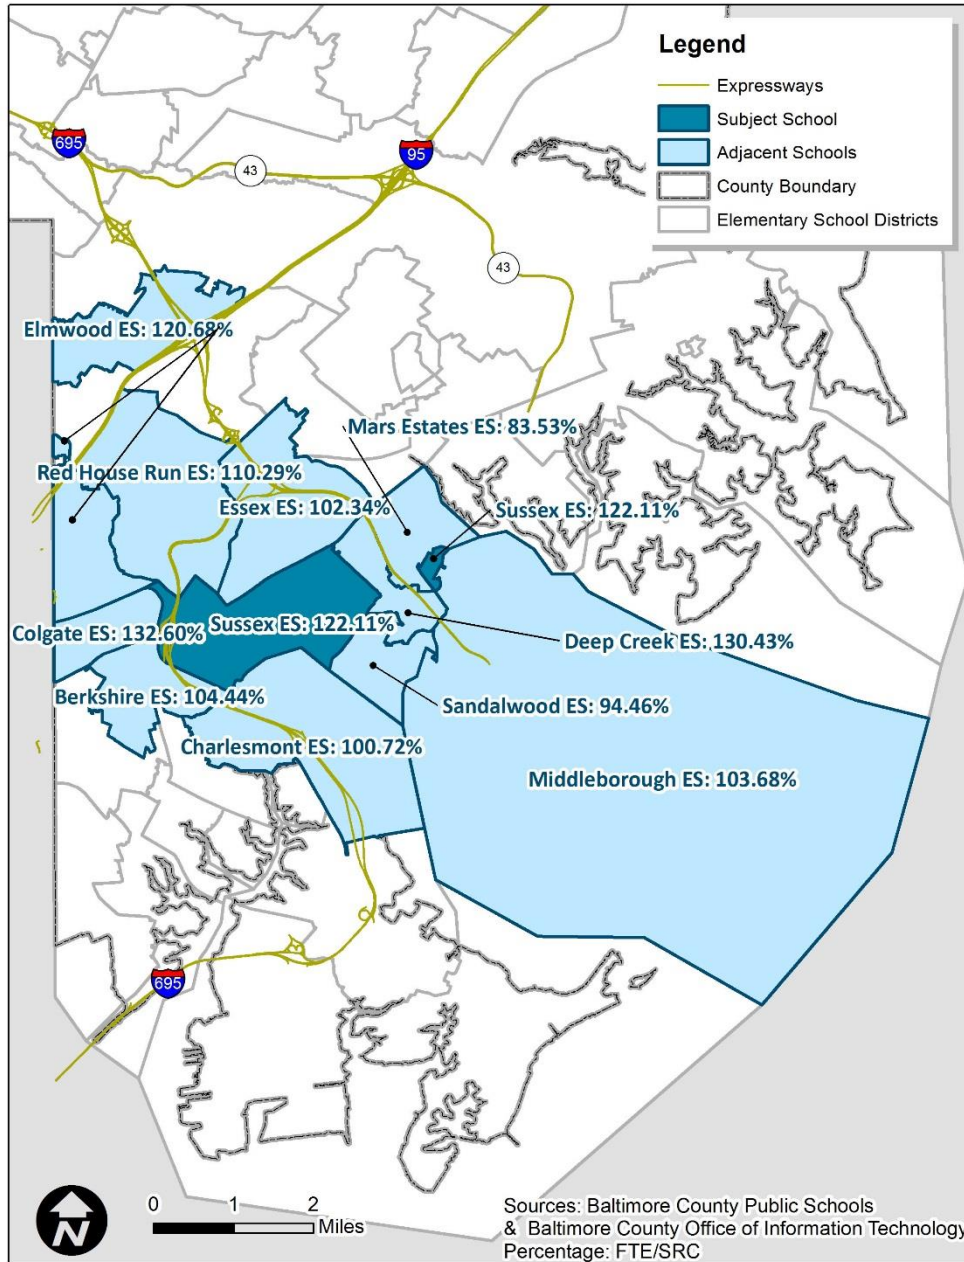 Legend
Expressways
Subject School
Adjacent Schools
County Boundary
Elementary School Districts
695
95
43
43
Elmwood ES: 120.68%
Mars Estates ES: 83.53%
Red House Run ES: 110.29%
Essex ES: 102.34%
Sussex ES: 122.11%
Colgate ES: 132.60%
Sussex ES: 122.11%
Deep Creek ES: 130.43%
Berkshire ES: 104.44%
Sandalwood ES: 94.46%
Charlesmont ES: 100.72%
Middleborough ES: 103.68%
695
N
0 1 2
Miles
Sources: Baltimore County Public Schools
& Baltimore County Office of Information Technology
Percentage: FTE/SRC